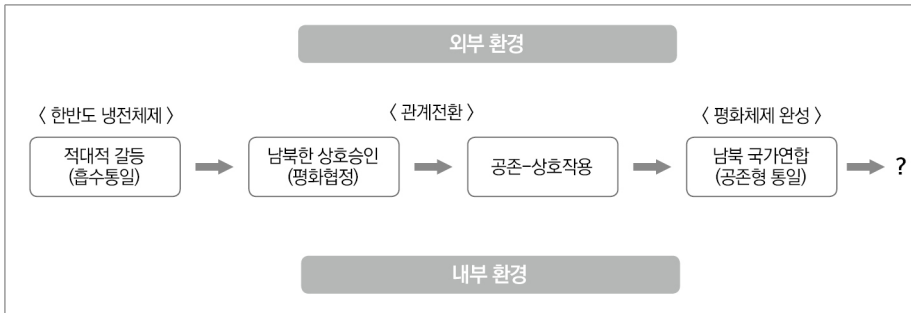 외부 환경
〈 한반도 냉전체제 〉
〈 관계전환 〉
〈 평화체제 완성 〉
적대적 갈등
(흡수통일)
남북한 상호승인
(평화협정)
공존-상호작용
남북 국가연합
(공존형 통일)
?
내부 환경